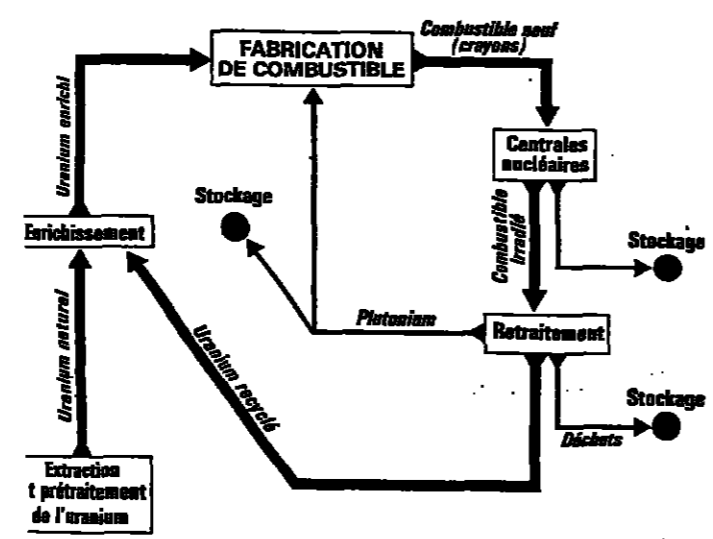 Combustible neuf
(crayons)
FABRICATION
DE COMBUSTIBLE
Uranium enrichi
Centrales
nucléaires
Stockage
Combustible
irradié
Enrichissement
Stockage
Uranium naturel
Plutonium
Retraitement
Uranium recyclé
Stockage
Déchets
Extraction
t prétraitement
de l'uranium